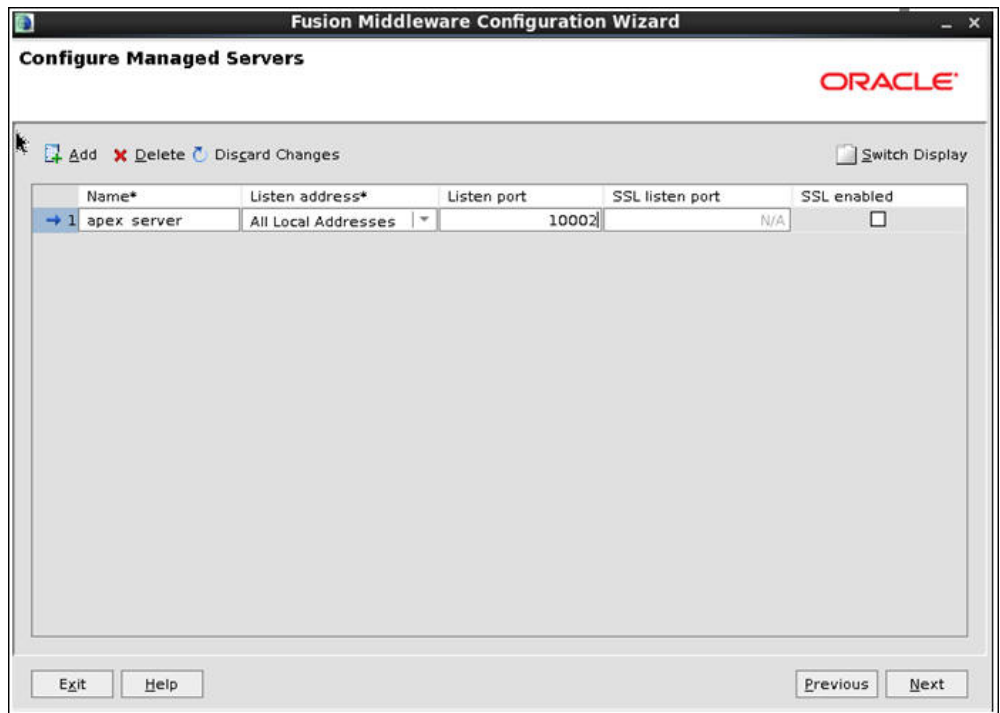 Fusion Middleware Configuration Wizard
Configure Managed Servers
ORACLE
Add Delete Discard Changes Switch Display
Name* Listen address* Listen port SSL listen port SSL enabled
1 apex server All Local Addresses 10002 N/A
Exit Help Previous Next